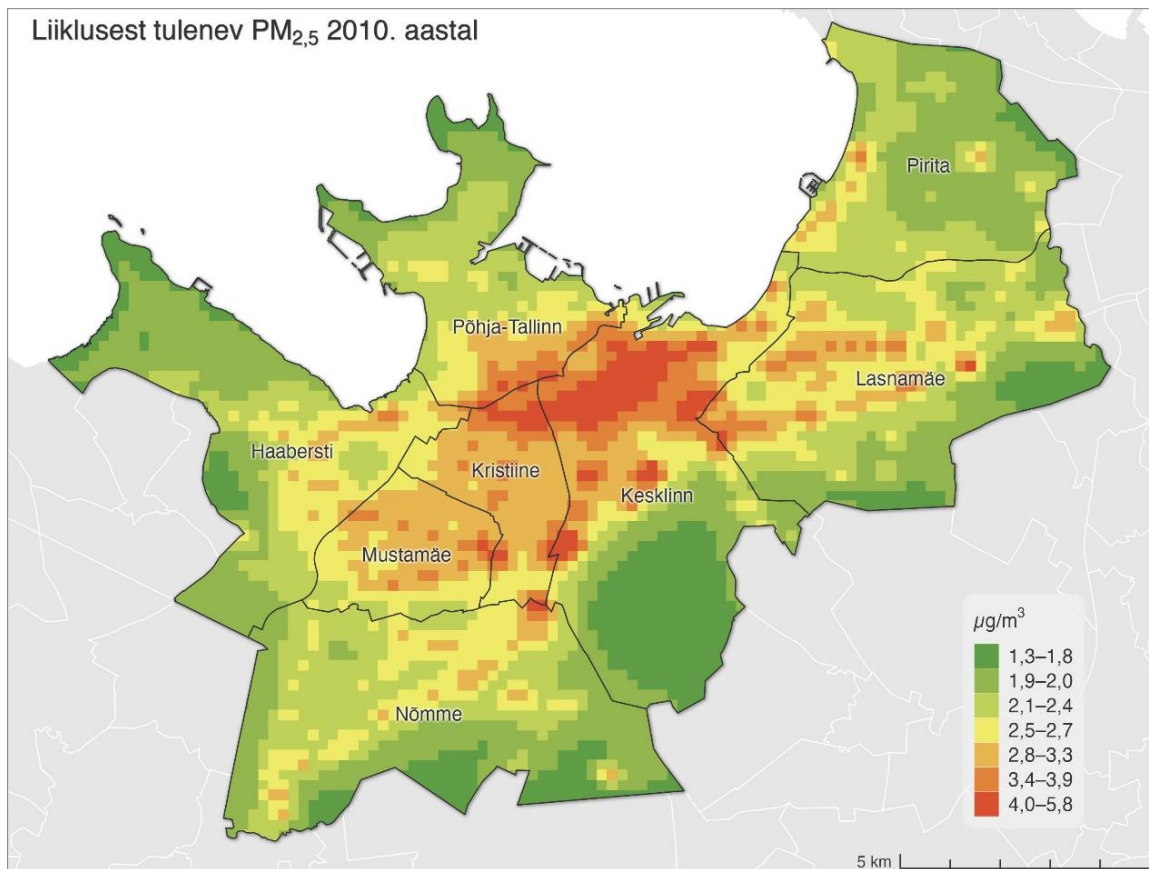 Liiklusest tulenev PM2,5 2010. aastal
Pirita
Põhja-Tallinn
Lasnamäe
Haabersti
Kristiine
Kesklinn
Mustamäe
Nõmme
µg/m³
1,3–1,8
1,9–2,0
2,1–2,4
2,5–2,7
2,8–3,3
3,4–3,9
4,0–5,8
5 km